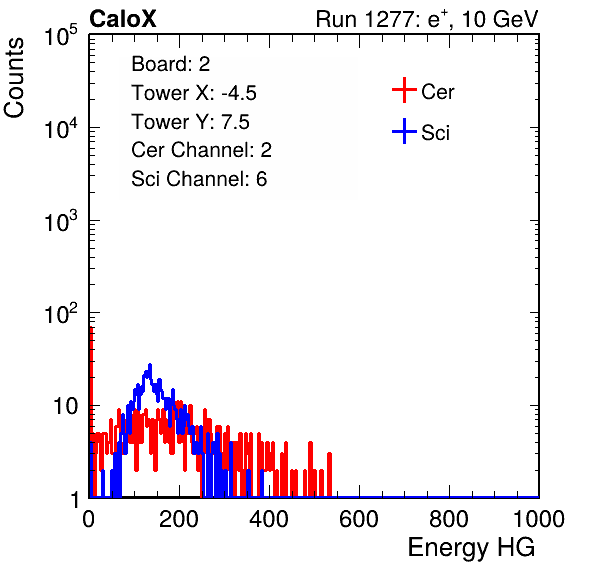 CaloX
Run 1277: e+, 10 GeV
Counts
Board: 2
Tower X: -4.5
Tower Y: 7.5
Cer Channel: 2
Sci Channel: 6
Cer
Sci
10^5
10^4
10^3
10^2
10
1
0 200 400 600 800 1000
Energy HG